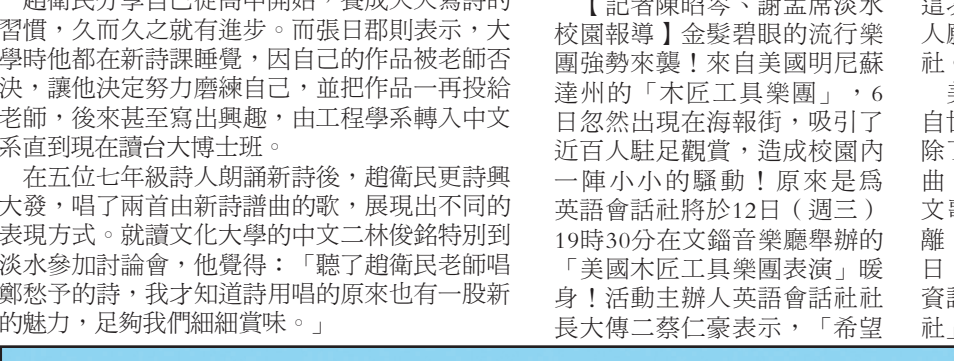 趙衛民分享自己從高中開始，養成天天寫詩的
習慣，久而久之就有進步。而張日郡則表示，大
學時他都在新詩課睡覺，因自己的作品被老師否
決，讓他決定努力磨練自己，並把作品一再投給
老師，後來甚至寫出興趣，由工程學系轉入中文
系直到現在讀台大博士班。
　在五位七年級詩人朗誦新詩後，趙衛民更詩興
大發，唱了兩首由新詩譜曲的歌，展現出不同的
表現方式。就讀文化大學的中文二林俊銘特別到
淡水參加討論會，他覺得：「聽了趙衛民老師唱
鄭愁予的詩，我才知道詩用唱的原來也有一股新
的魅力，足夠我們細細賞味。」
【記者陳昭岑、謝孟席淡水
校園報導】金髮碧眼的流行樂
團強勢來襲！來自美國明尼蘇
達州的「木匠工具樂團」，6
日忽然出現在海報街，吸引了
近百人駐足觀賞，造成校園內
一陣小小的騷動！原來是為
英語會話社將於12日（週三）
19時30分在文錙音樂廳舉辦的
「美國木匠工具樂團表演」暖
身！活動主辦人英語會話社社
長大傳二蔡仁豪表示，「希望
人
社
自
除
曲
文
離
日
資
社」